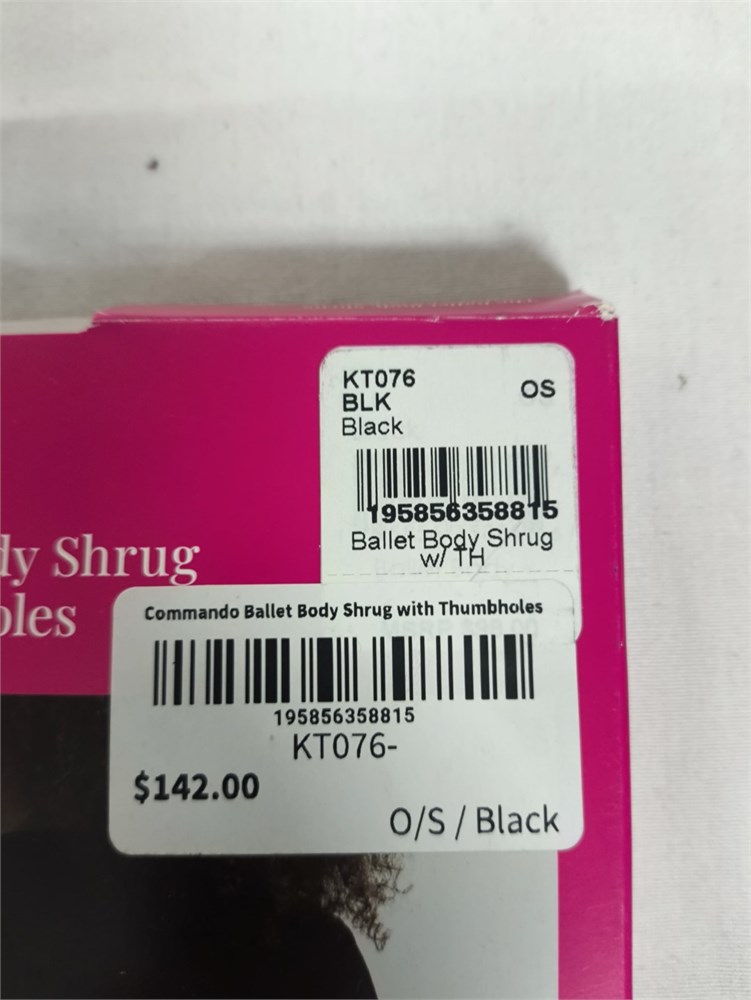 KT076
OS
BLK
Black
195856358815
Ballet Body Shrug
w/ TH
dy Shrug
oles
Commando Ballet Body Shrug with Thumbholes
195856358815
KT076-
$142.00
O/S / Black